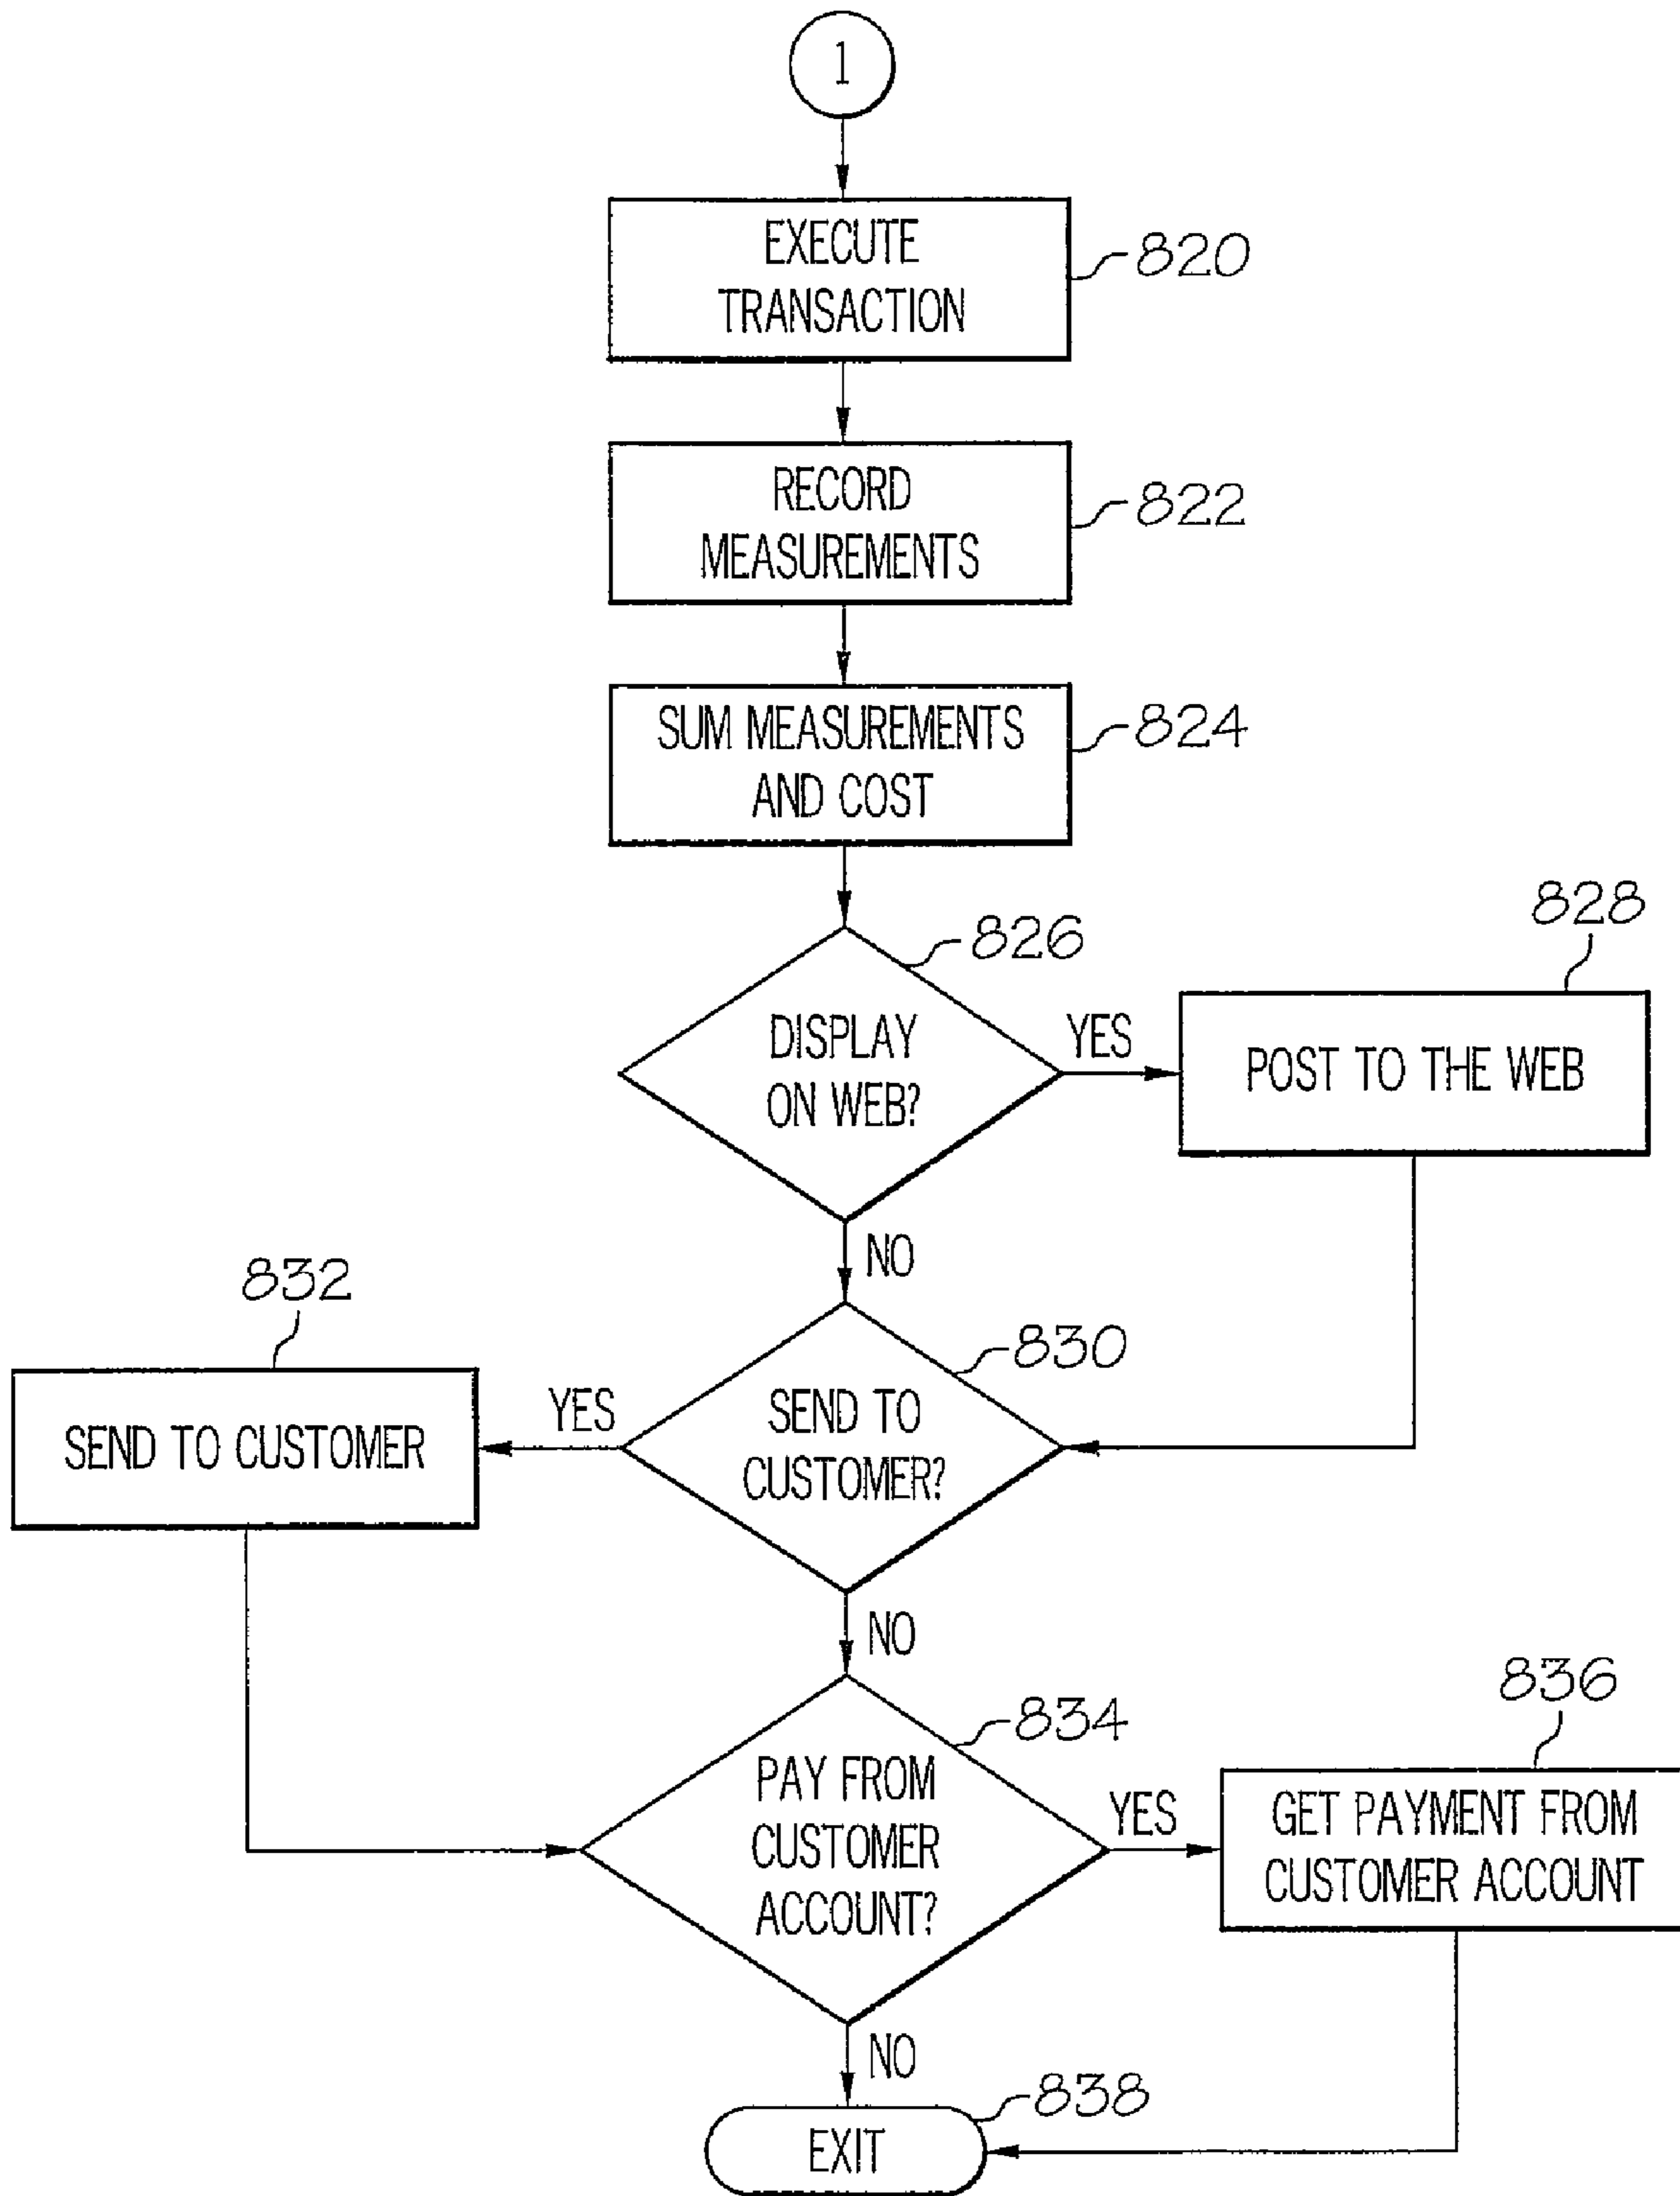 1
EXECUTE
TRANSACTION
820
RECORD
MEASUREMENTS
822
SUM MEASUREMENTS
AND COST
824
826
DISPLAY
ON WEB?
YES
828
POST TO THE WEB
NO
830
SEND TO
CUSTOMER?
YES
832
SEND TO CUSTOMER
NO
834
PAY FROM
CUSTOMER
ACCOUNT?
YES
836
GET PAYMENT FROM
CUSTOMER ACCOUNT
NO
838
EXIT